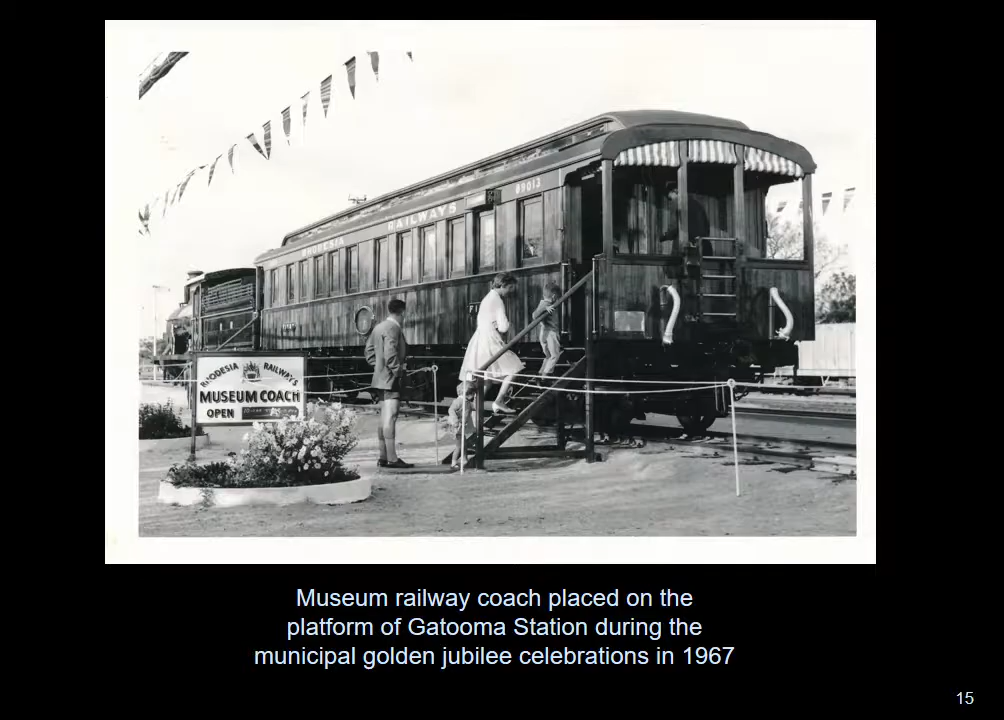 89013
RHODESIA RAILWAYS
RHODESIA RAILWAYS
MUSEUM COACH
OPEN
Museum railway coach placed on the
platform of Gatooma Station during the
municipal golden jubilee celebrations in 1967
15